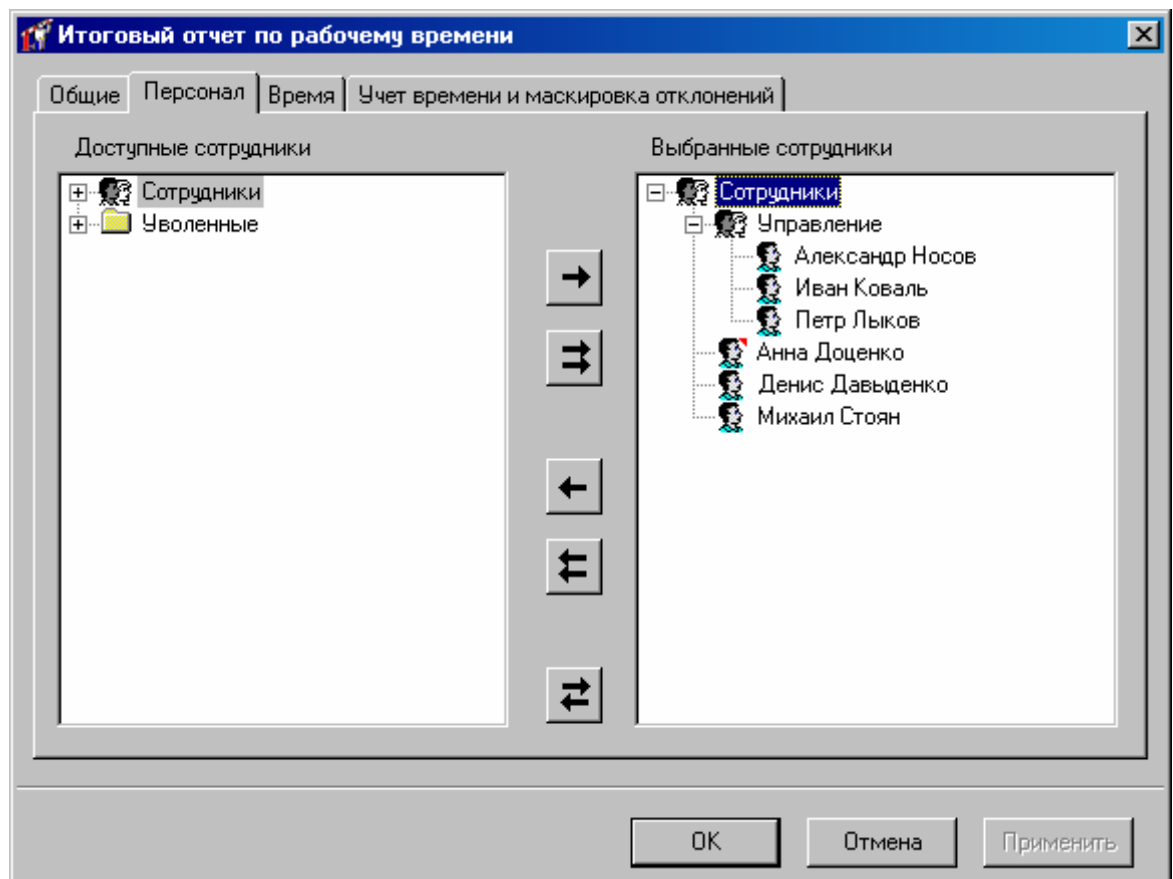 Итоговый отчет по рабочему времени
Общие Персонал Время Учет времени и маскировка отклонений
Доступные сотрудники
Сотрудники
Уволенные
Выбранные сотрудники
Сотрудники
Управление
Александр Носов
Иван Коваль
Петр Лыков
Анна Доценко
Денис Давыденко
Михаил Стоян
OK Отмена Применить